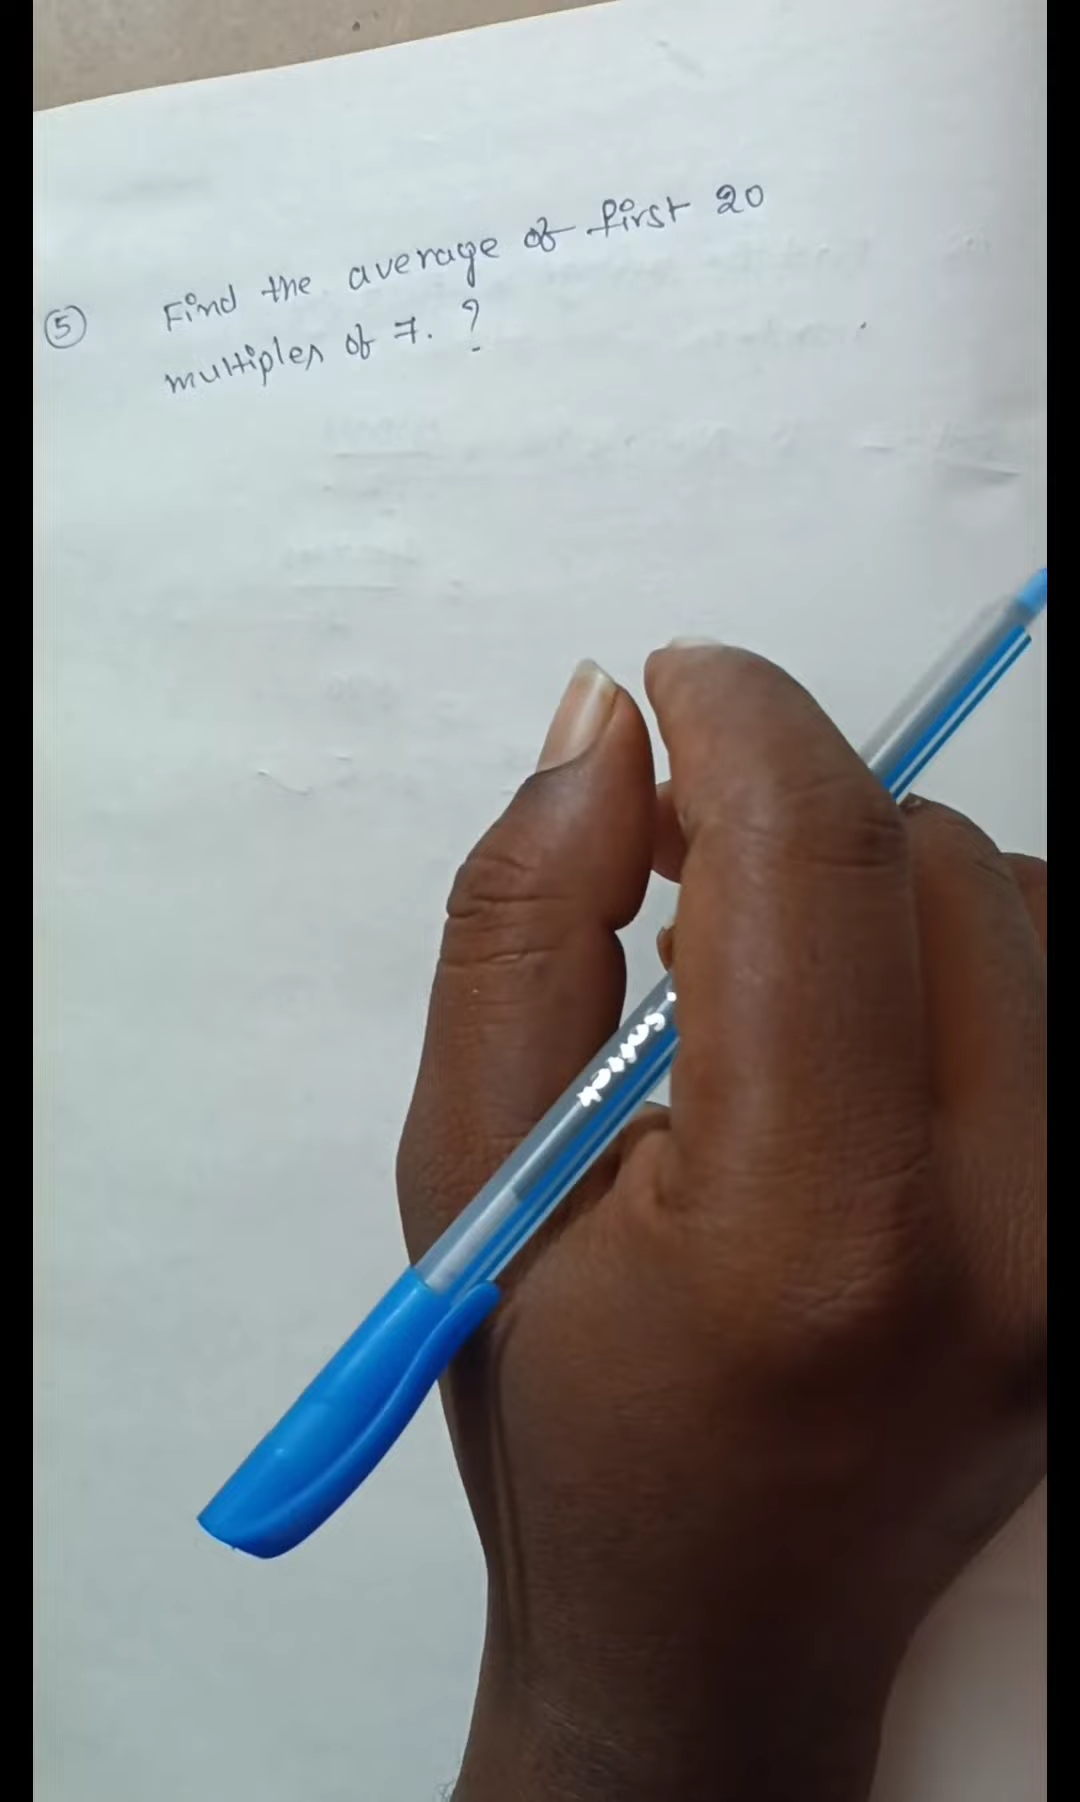 ⑤ Find the average of first 20
multiples of 7. ?